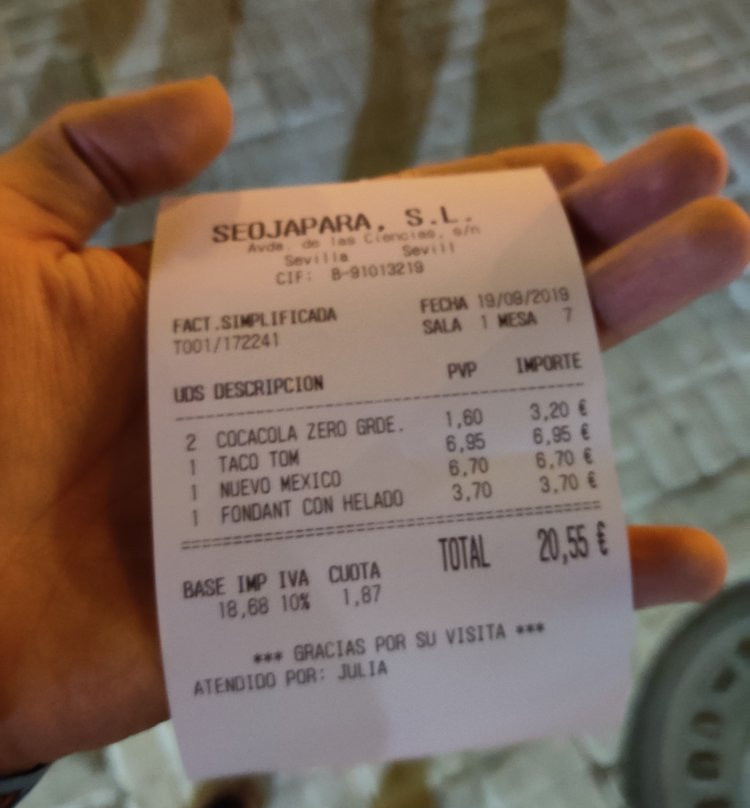 SEOJAPARA, S.L.
Avda. de las Ciencias, s/n
Sevilla Sevill
CIF: B-91013219
FACT.SIMPLIFICADA FECHA 19/09/2019
T001/172241 SALA 1 MESA 7
UDS DESCRIPCION PVP IMPORTE
2 COCACOLA ZERO GRDE. 1,60 3,20 €
1 TACO TOM 6,95 6,95 €
1 NUEVO MEXICO 6,70 6,70 €
1 FONDANT CON HELADO 3,70 3,70 €
TOTAL 20,55 €
BASE IMP IVA CUOTA
18,68 10% 1,87
*** GRACIAS POR SU VISITA ***
ATENDIDO POR: JULIA